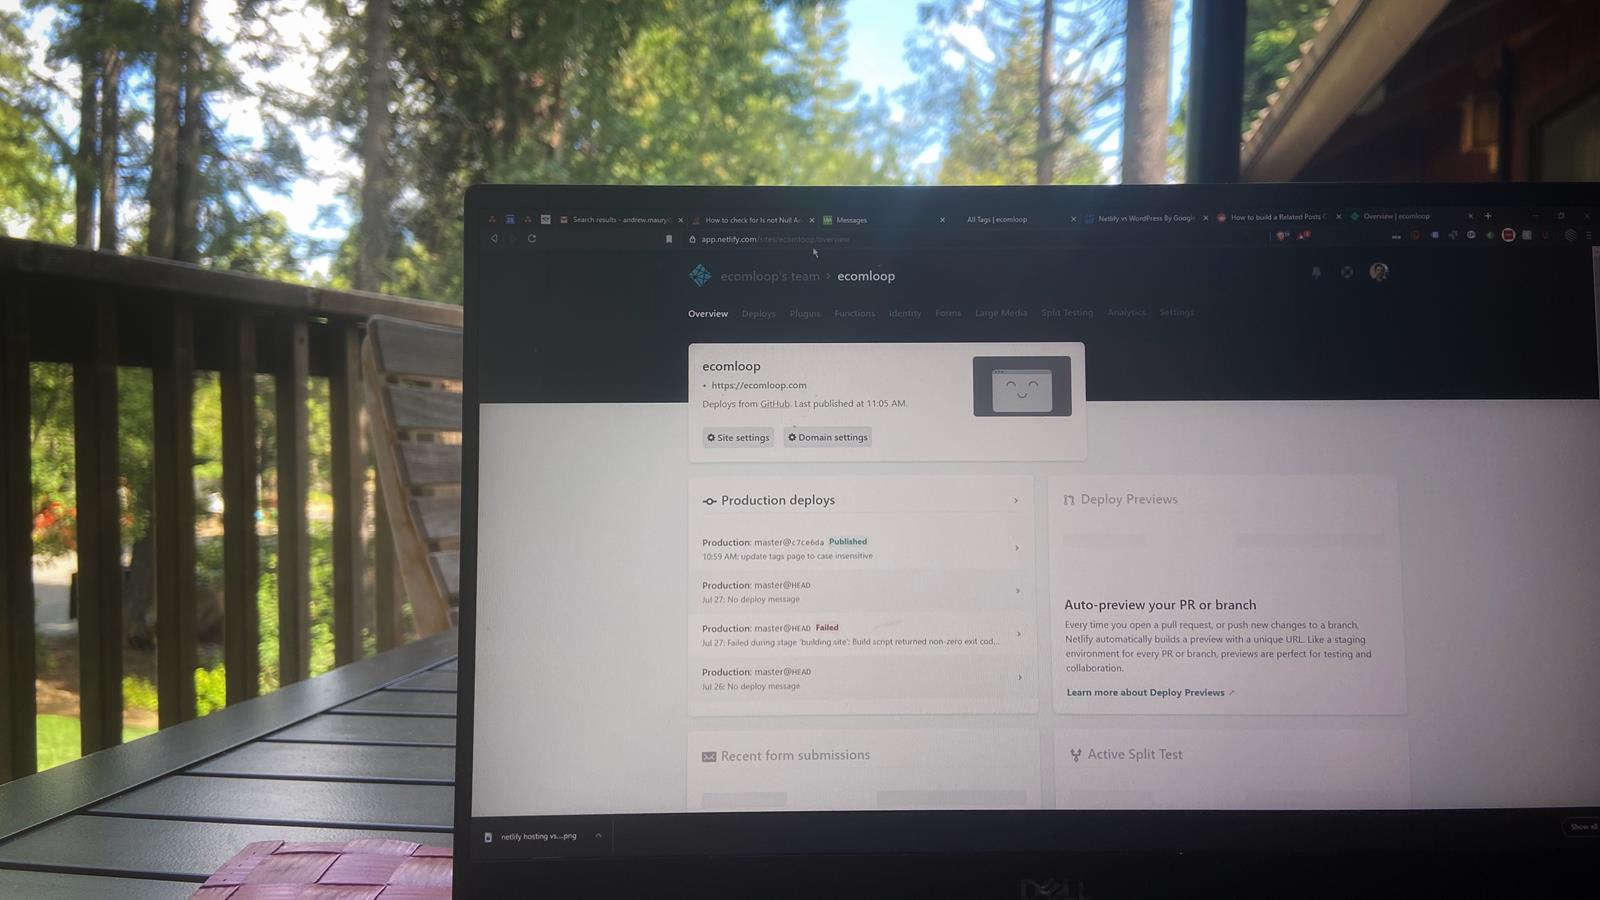 Search results - andrew.maury
How to check for Is not Null
Messages
All Tags | ecomloop
Netlify vs WordPress By Google
How to build a Related Posts
Overview | ecomloop
app.netlify.com/sites/ecomloop/overview
ecomloop's team > ecomloop
Overview Deploys Plugins Functions Identity Forms Large Media Split Testing Analytics Settings
ecomloop
• https://ecomloop.com
Deploys from GitHub. Last published at 11:05 AM.
Site settings Domain settings
Production deploys
Production: master@c7ce6da Published
10:59 AM: update tags page to case insensitive
Production: master@HEAD
Jul 27: No deploy message
Production: master@HEAD Failed
Jul 27: Failed during stage 'building site': Build script returned non-zero exit cod...
Production: master@HEAD
Jul 26: No deploy message
Deploy Previews
Auto-preview your PR or branch
Every time you open a pull request, or push new changes to a branch,
Netlify automatically builds a preview with a unique URL. Like a staging
environment for every PR or branch, previews are perfect for testing and
collaboration.
Learn more about Deploy Previews
Recent form submissions
Active Split Test
netlify hosting vs....png
Show all
DELL